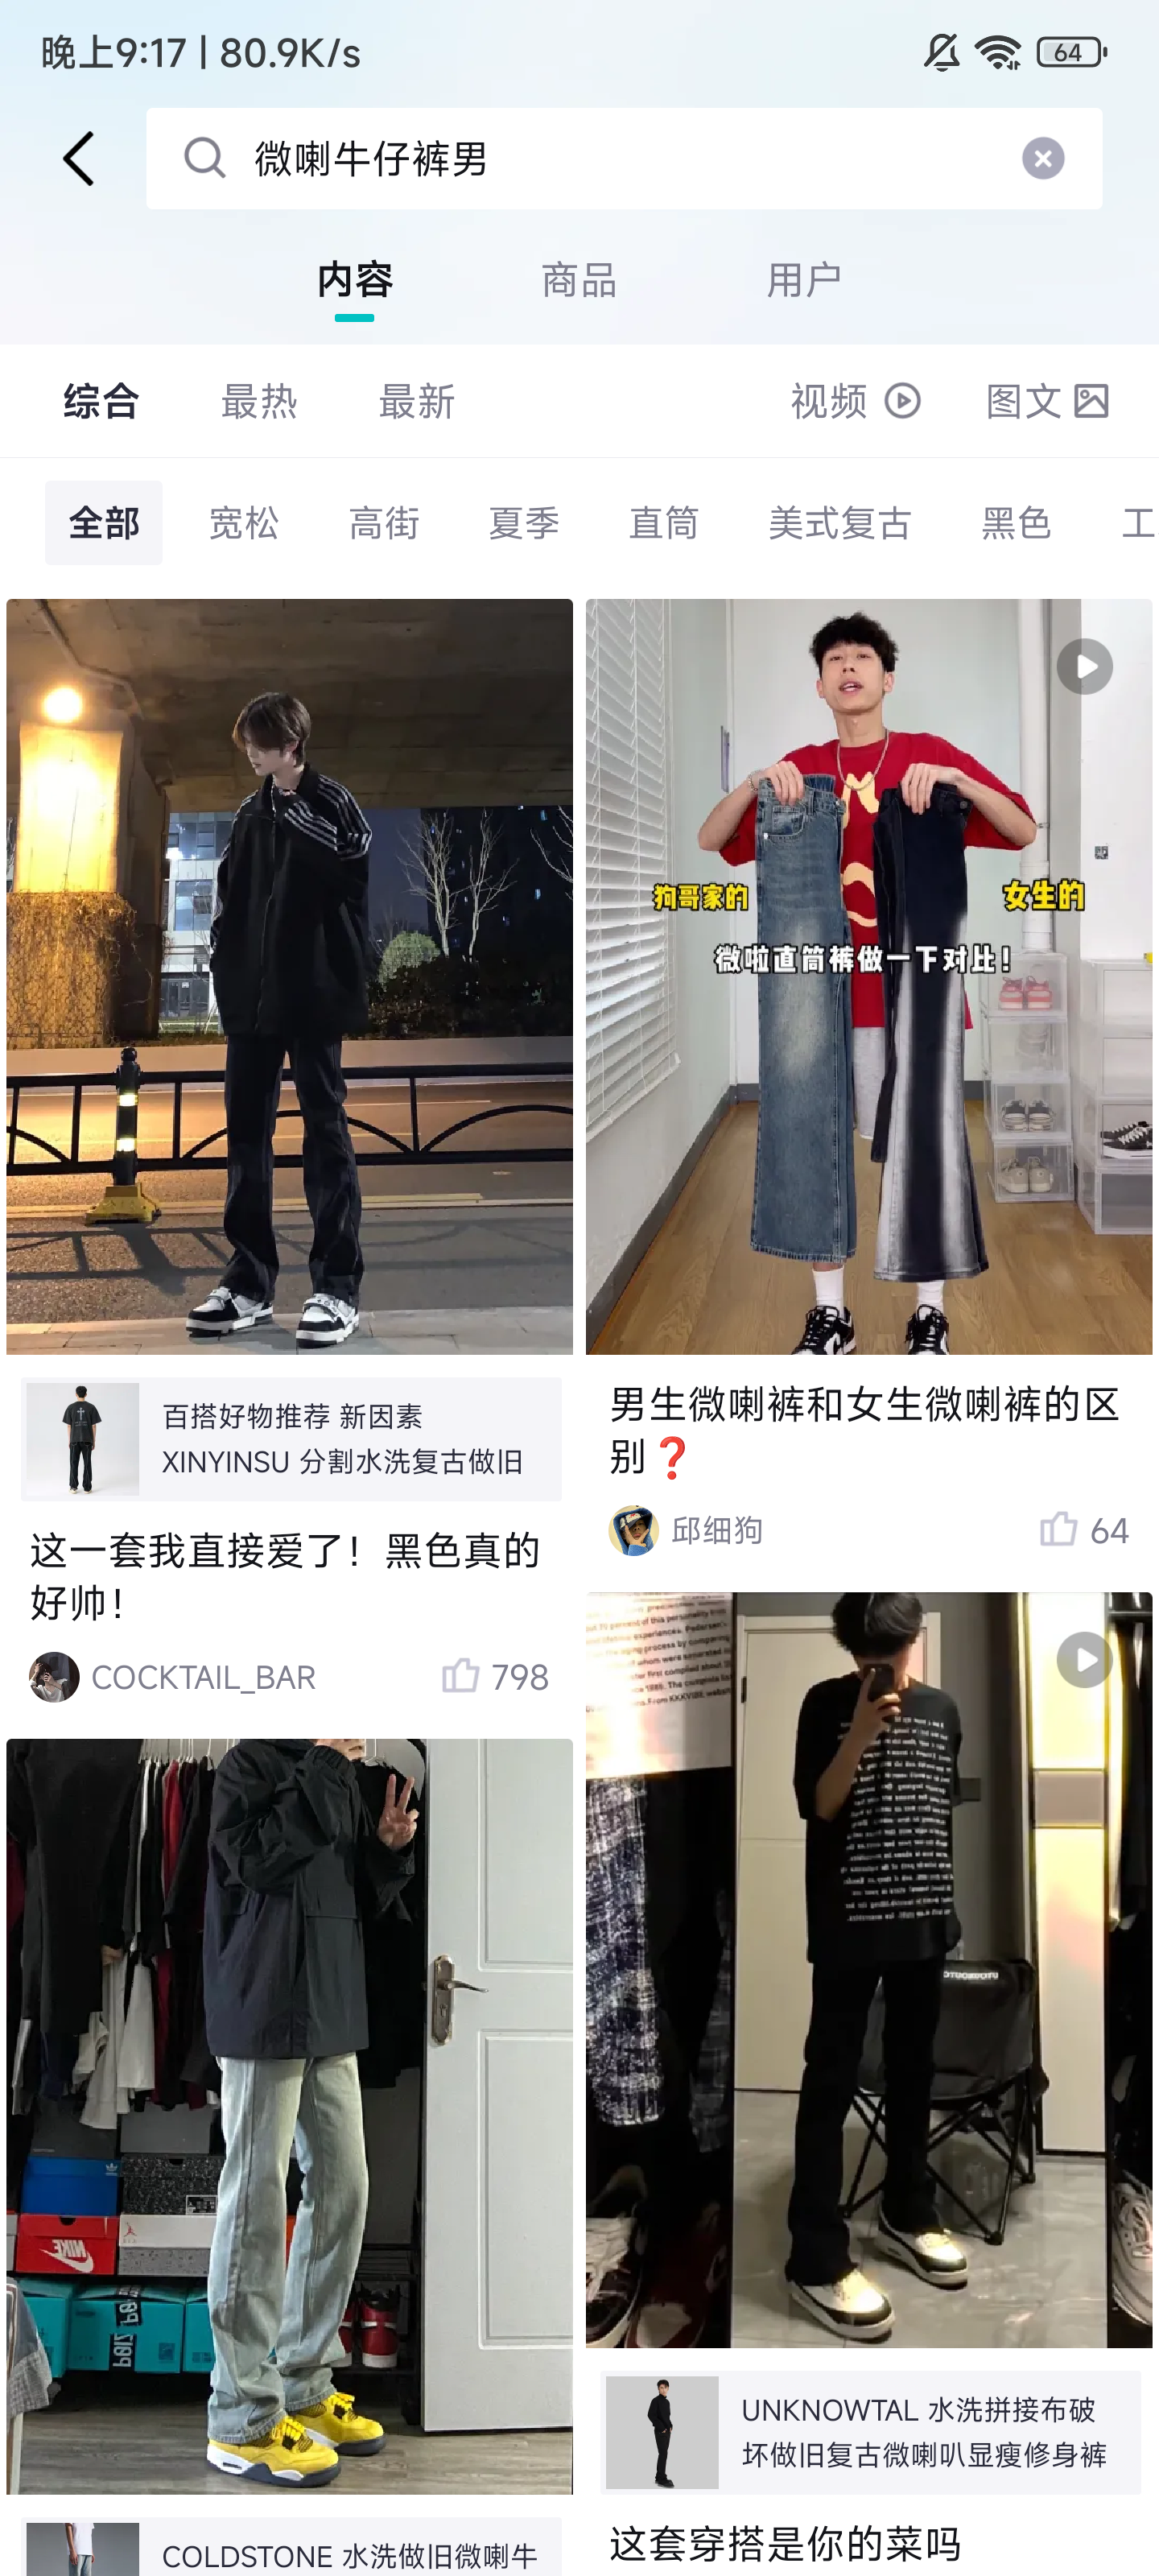 晚上9:17 | 80.9K/s
64
微喇牛仔裤男
内容 商品 用户
综合 最热 最新 视频 图文
全部 宽松 高街 夏季 直筒 美式复古 黑色 工
狗哥家的
女生的
微啦直筒裤做一下对比!
百搭好物推荐 新因素
XINYINSU 分割水洗复古做旧
这一套我直接爱了！黑色真的
好帅！
COCKTAIL_BAR 798
男生微喇裤和女生微喇裤的区
别❓
邱细狗 64
NIKE
UNKNOWTAL 水洗拼接布破
坏做旧复古微喇叭显瘦修身裤
这套穿搭是你的菜吗
COLDSTONE 水洗做旧微喇牛